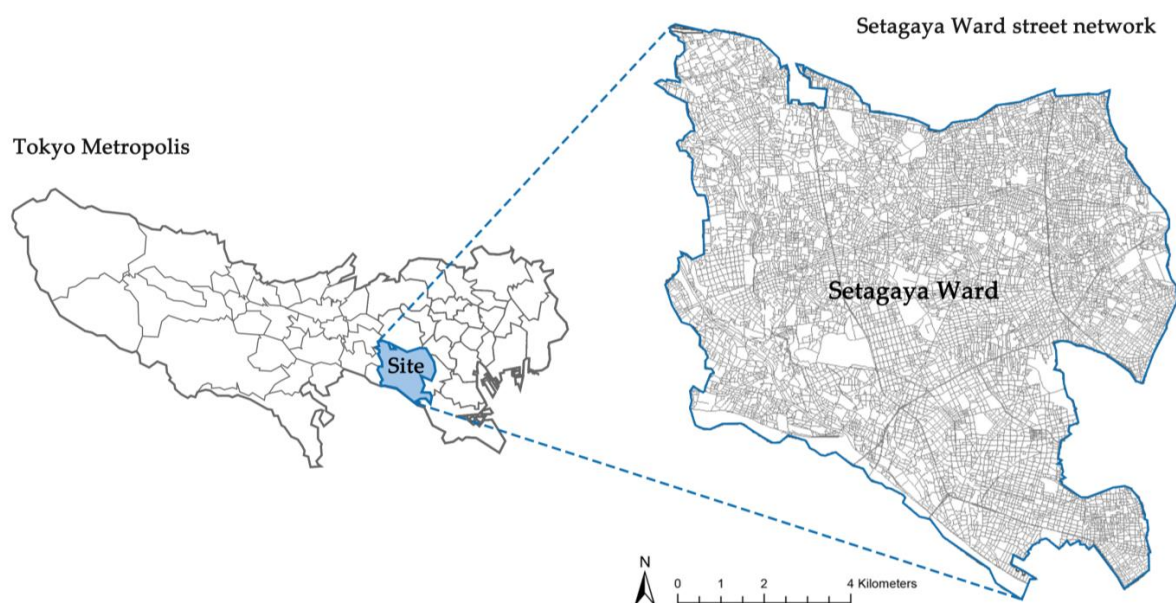 Setagaya Ward street network
Tokyo Metropolis
Setagaya Ward
Site
N
0 1 2 4 Kilometers